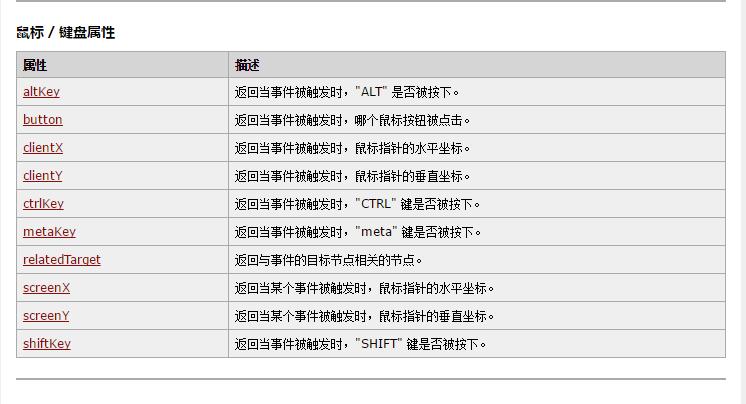 鼠标 / 键盘属性
属性 描述
altKey 返回当事件被触发时，"ALT" 是否被按下。
button 返回当事件被触发时，哪个鼠标按钮被点击。
clientX 返回当事件被触发时，鼠标指针的水平坐标。
clientY 返回当事件被触发时，鼠标指针的垂直坐标。
ctrlKey 返回当事件被触发时，"CTRL" 键是否被按下。
metaKey 返回当事件被触发时，"meta" 键是否被按下。
relatedTarget 返回与事件的目标节点相关的节点。
screenX 返回当某个事件被触发时，鼠标指针的水平坐标。
screenY 返回当某个事件被触发时，鼠标指针的垂直坐标。
shiftKey 返回当事件被触发时，"SHIFT" 键是否被按下。